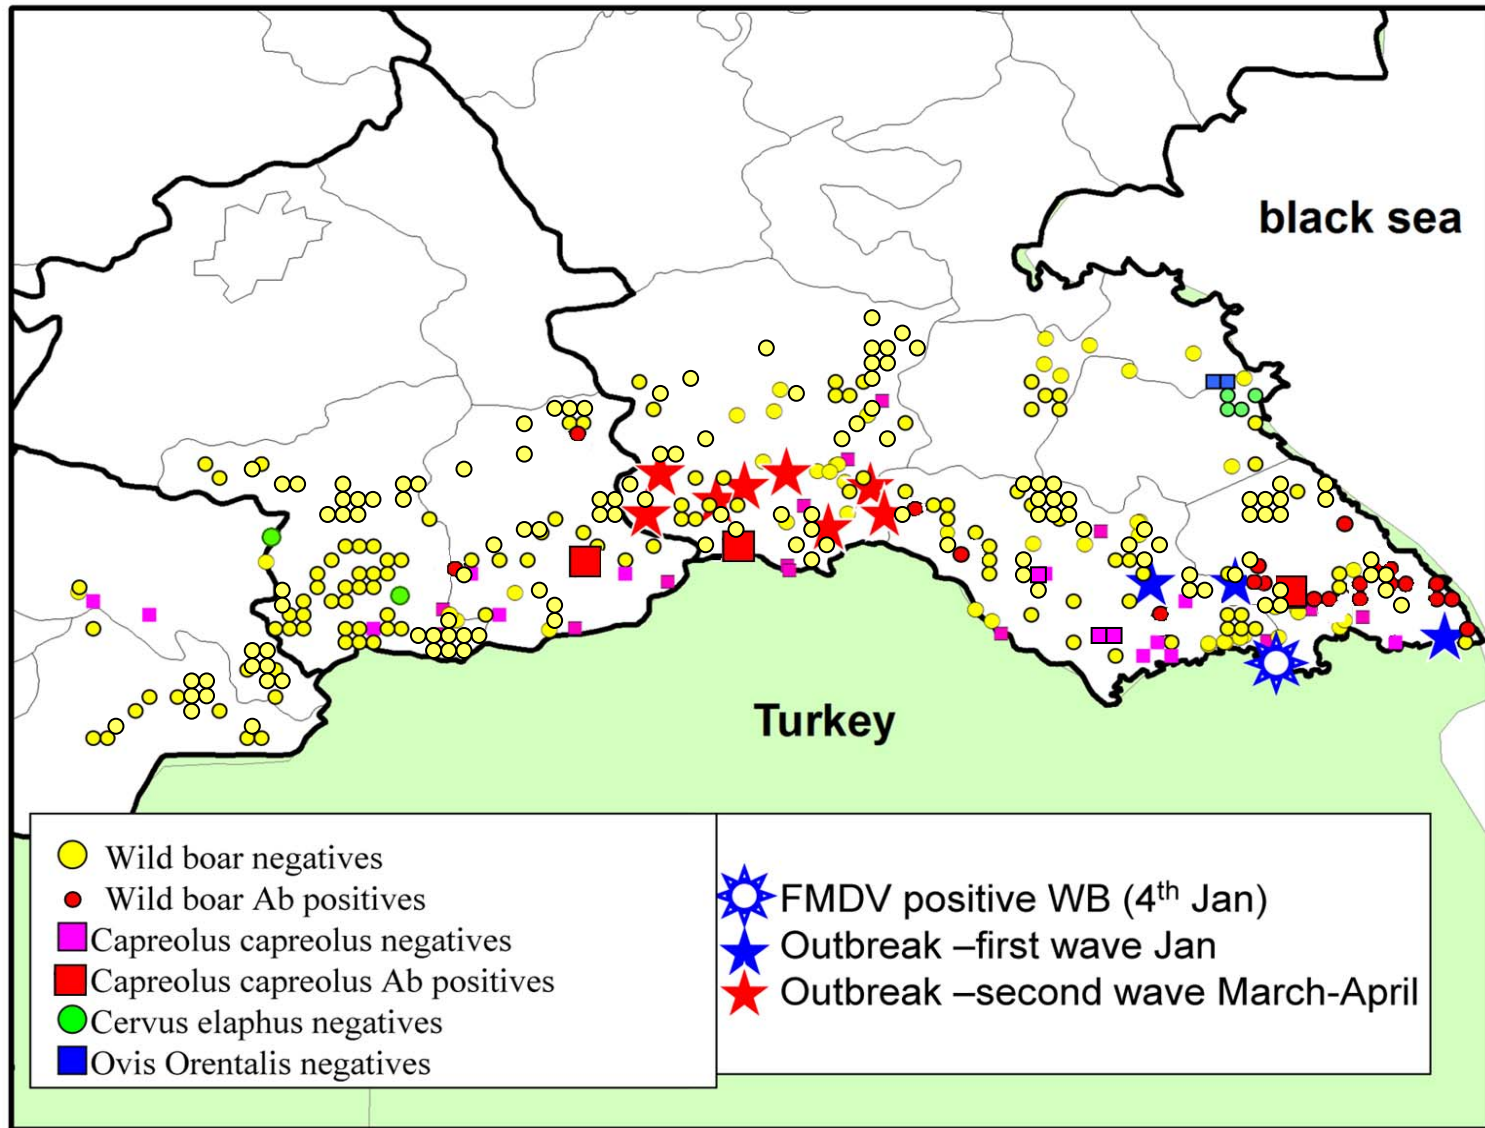 black sea
Turkey
Wild boar negatives
Wild boar Ab positives
Capreolus capreolus negatives
Capreolus capreolus Ab positives
Cervus elaphus negatives
Ovis Orentalis negatives
FMDV positive WB (4th Jan)
Outbreak –first wave Jan
Outbreak –second wave March-April